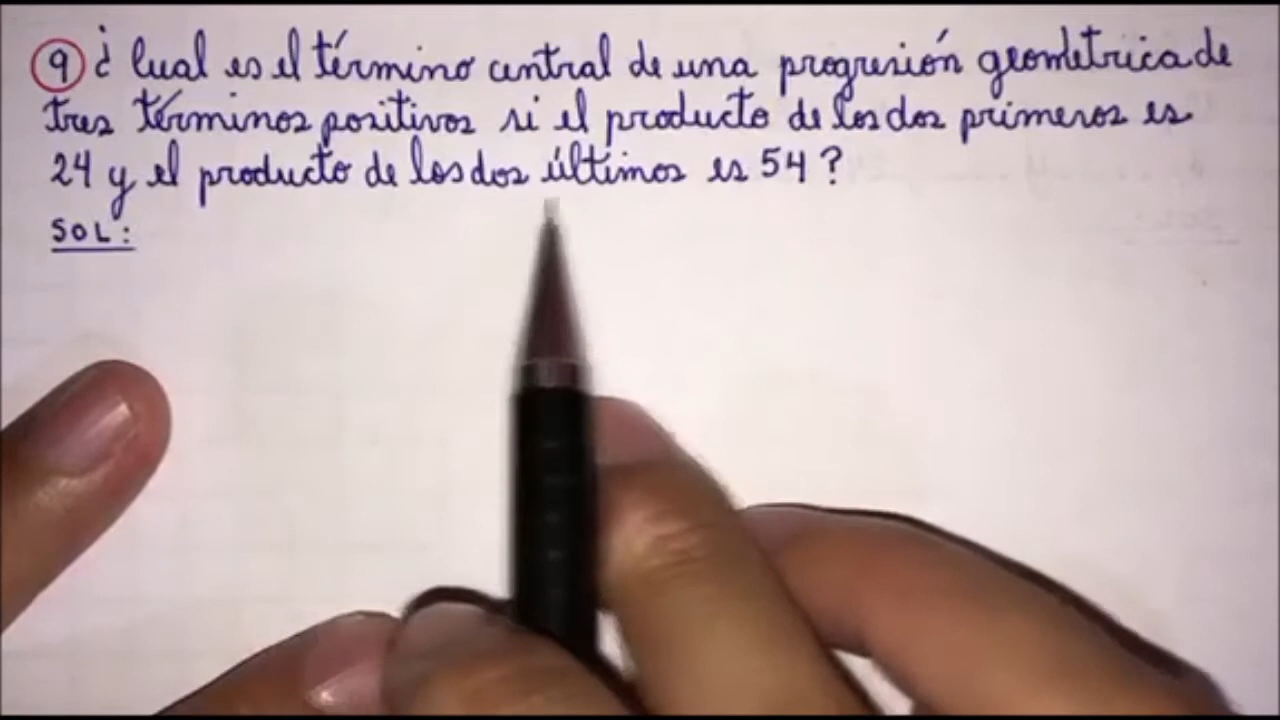 9 ¿Cual es el término central de una progresión geometrica de
tres términos positivos si el producto de los dos primeros es
24 y el producto de los dos últimos es 54?
SOL: